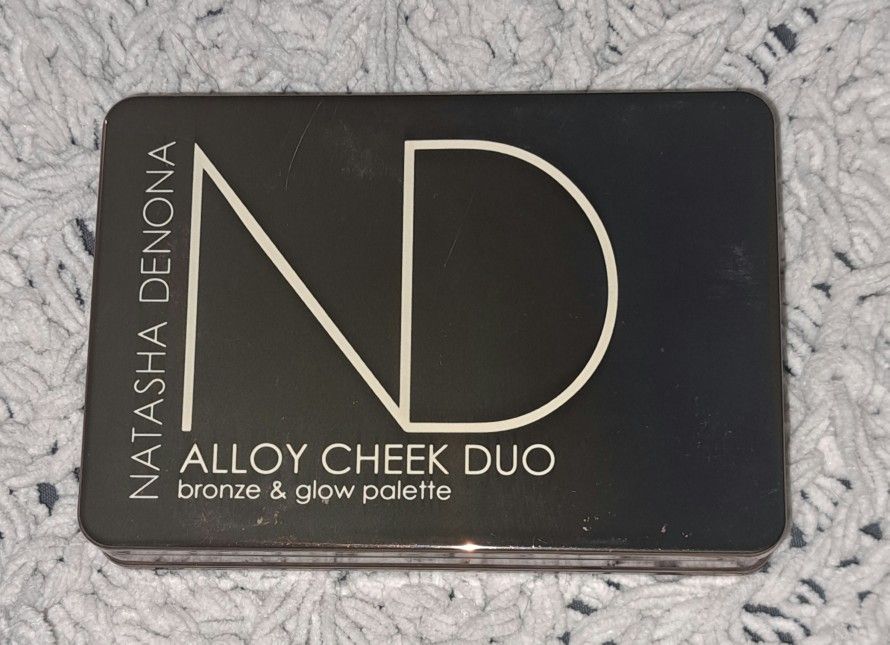 NATASHA DENONA
ND
ALLOY CHEEK DUO
bronze & glow palette